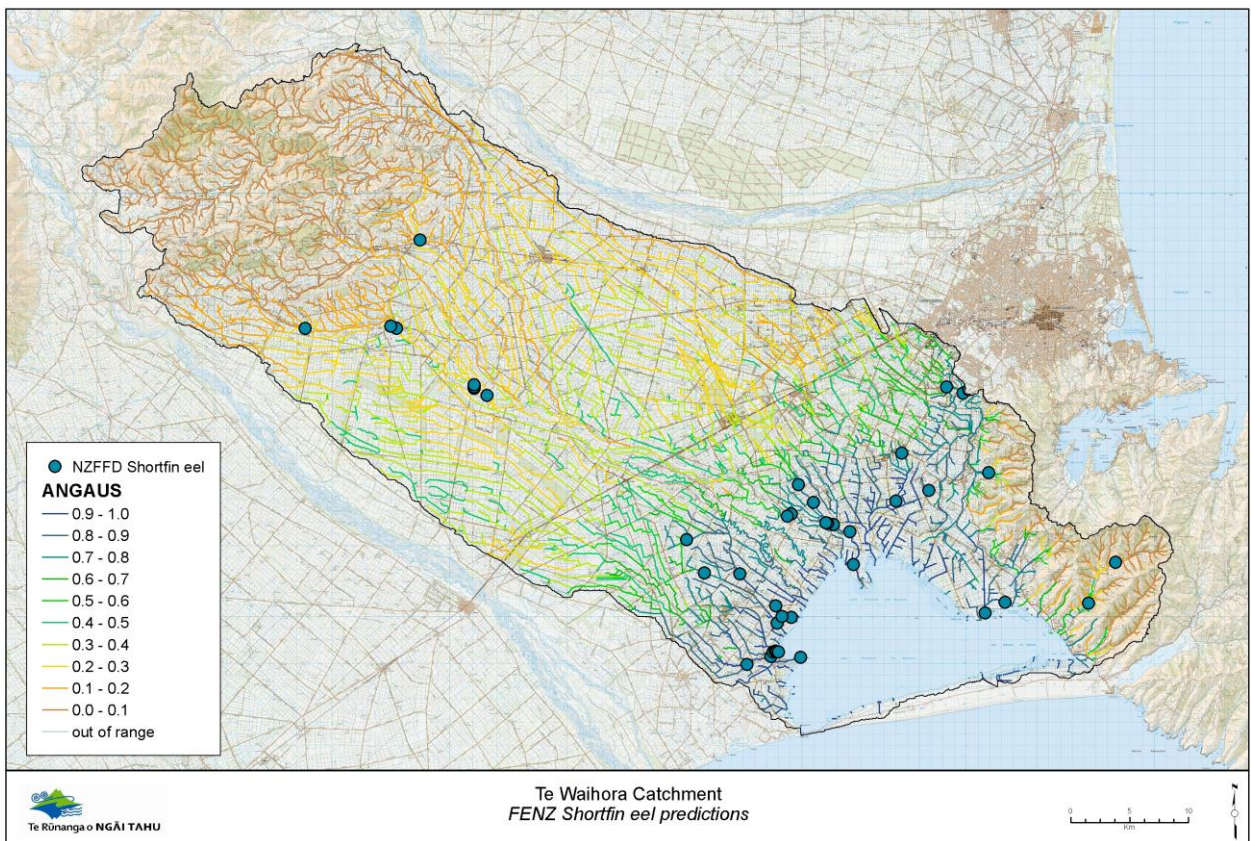 NZFFD Shortfin eel
ANGAUS
0.9 - 1.0
0.8 - 0.9
0.7 - 0.8
0.6 - 0.7
0.5 - 0.6
0.4 - 0.5
0.3 - 0.4
0.2 - 0.3
0.1 - 0.2
0.0 - 0.1
out of range
Te Rūnanga o NGĀI TAHU
Te Waihora Catchment
FENZ Shortfin eel predictions
0 5 10
Km
N